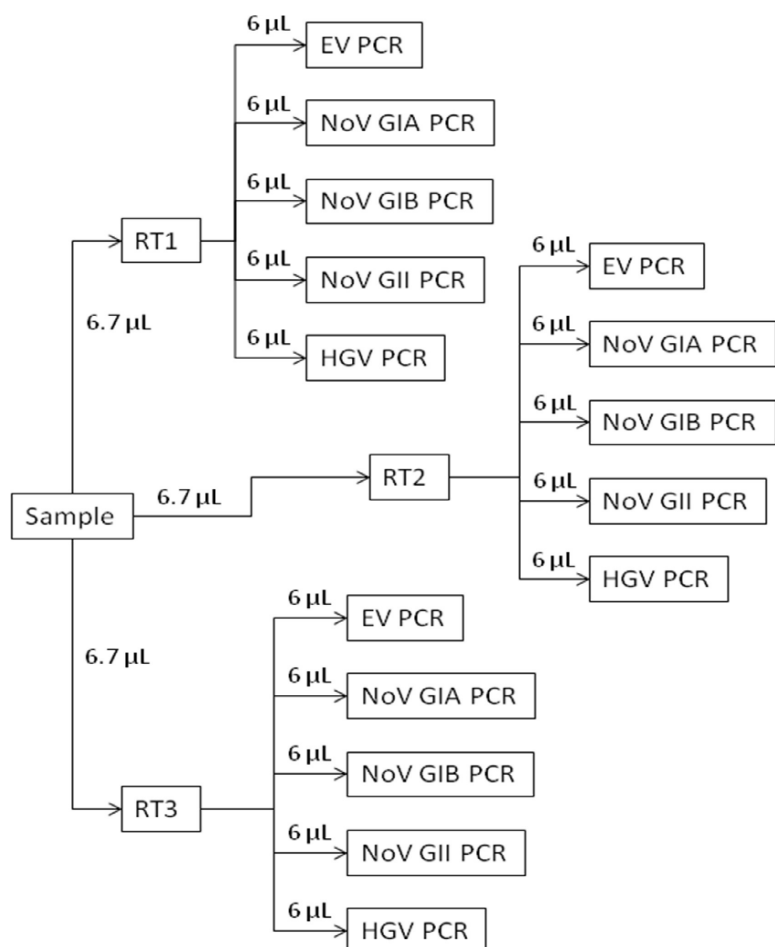 6 µL
EV PCR
6 µL
NoV GIA PCR
6 µL
NoV GIB PCR
RT1
6 µL
NoV GII PCR
6 µL
HGV PCR
6.7 µL
6 µL
EV PCR
6 µL
NoV GIA PCR
6 µL
NoV GIB PCR
RT2
6 µL
NoV GII PCR
6 µL
HGV PCR
6.7 µL
Sample
6.7 µL
6 µL
EV PCR
6 µL
NoV GIA PCR
6 µL
NoV GIB PCR
RT3
6 µL
NoV GII PCR
6 µL
HGV PCR